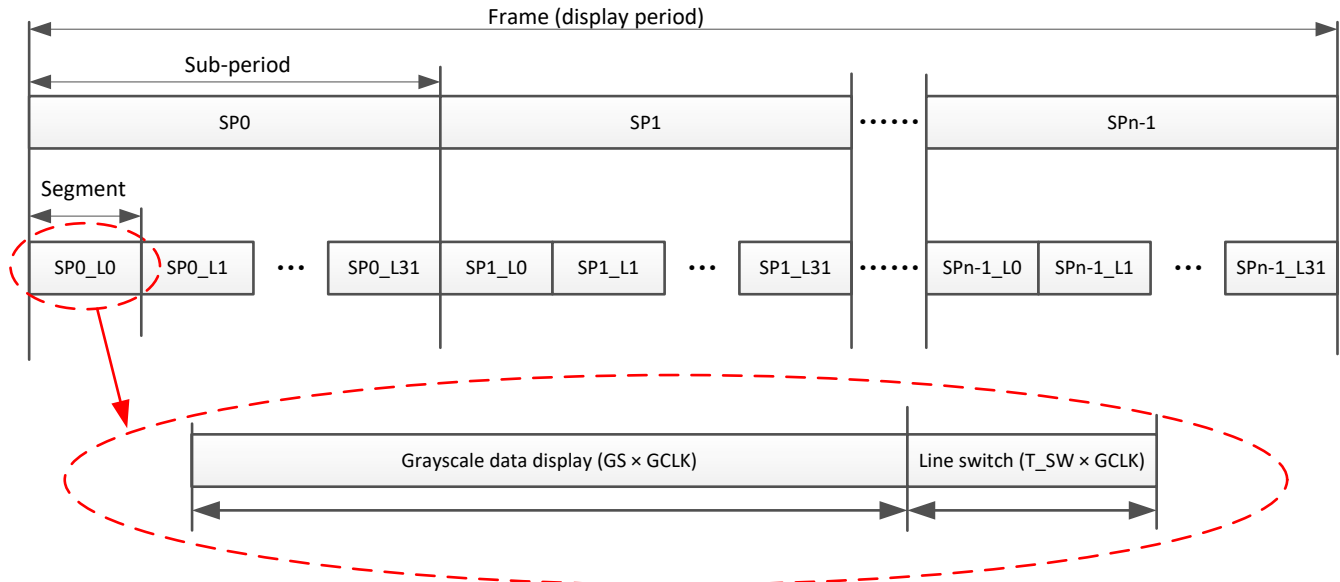 Frame (display period)
Sub-period
SP0 SP1 ...... SPn-1
Segment
SP0_L0 SP0_L1 ... SP0_L31 SP1_L0 SP1_L1 ... SP1_L31 ...... SPn-1_L0 SPn-1_L1 ... SPn-1_L31
Grayscale data display (GS × GCLK) Line switch (T_SW × GCLK)